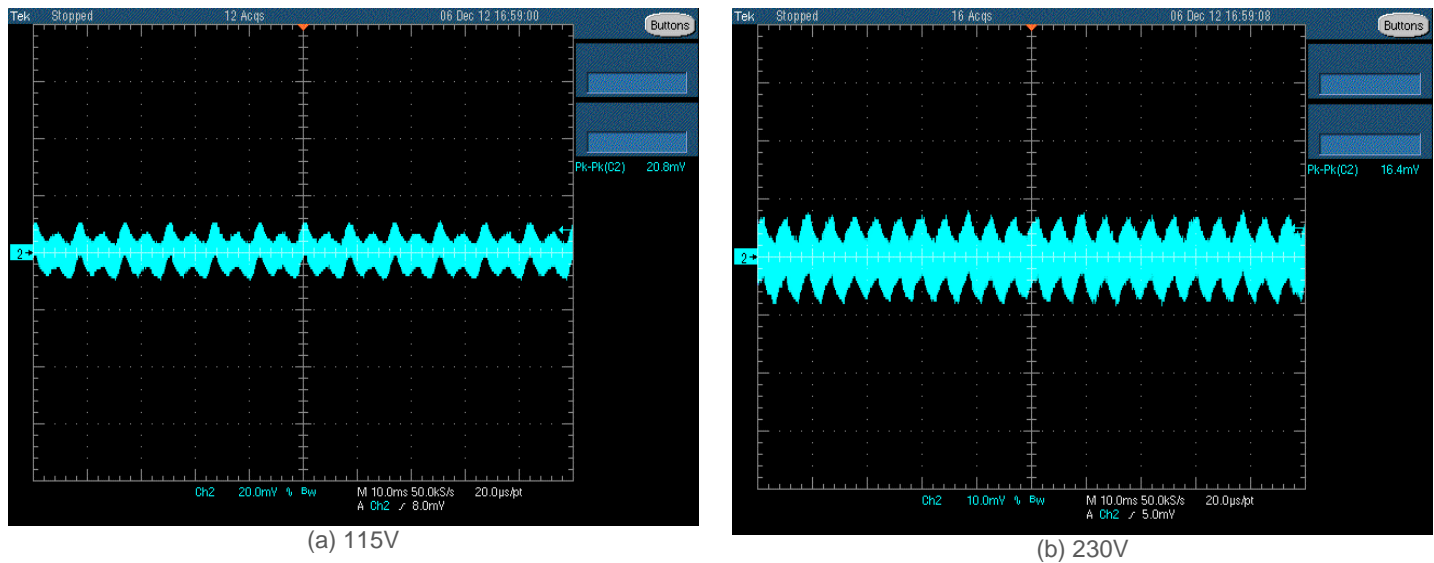 Tek Stopped 12 Acqs 06 Dec 12 16:59:00
Buttons
Pk-Pk(C2) 20.8mV
2
Ch2 20.0mV % Bw M 10.0ms 50.0kS/s 20.0µs/pt
A Ch2 / 8.0mV
(a) 115V
Tek Stopped 16 Acqs 06 Dec 12 16:59:08
Buttons
Pk-Pk(C2) 16.4mV
2
Ch2 10.0mV % Bw M 10.0ms 50.0kS/s 20.0µs/pt
A Ch2 / 5.0mV
(b) 230V